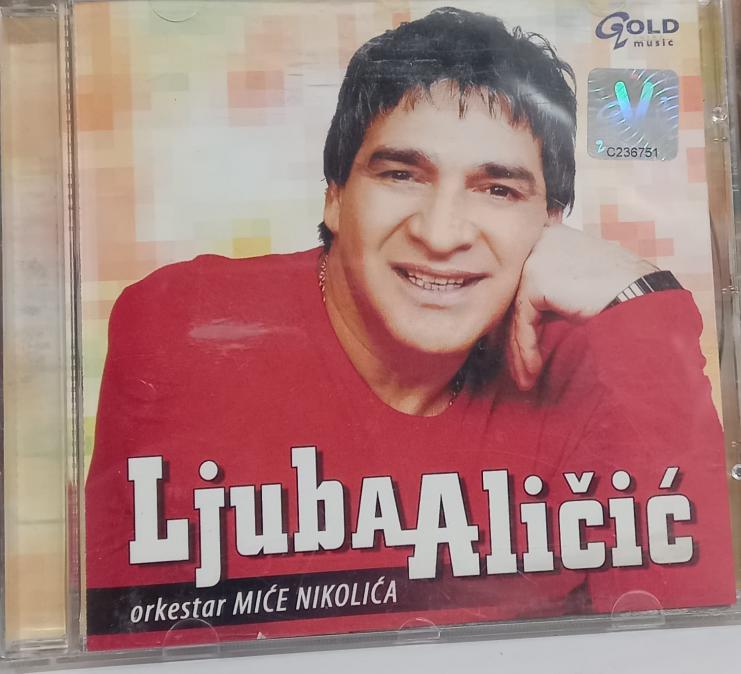 GOLD
music
V
C236751
LjubaAličić
orkestar MIĆE NIKOLIĆA